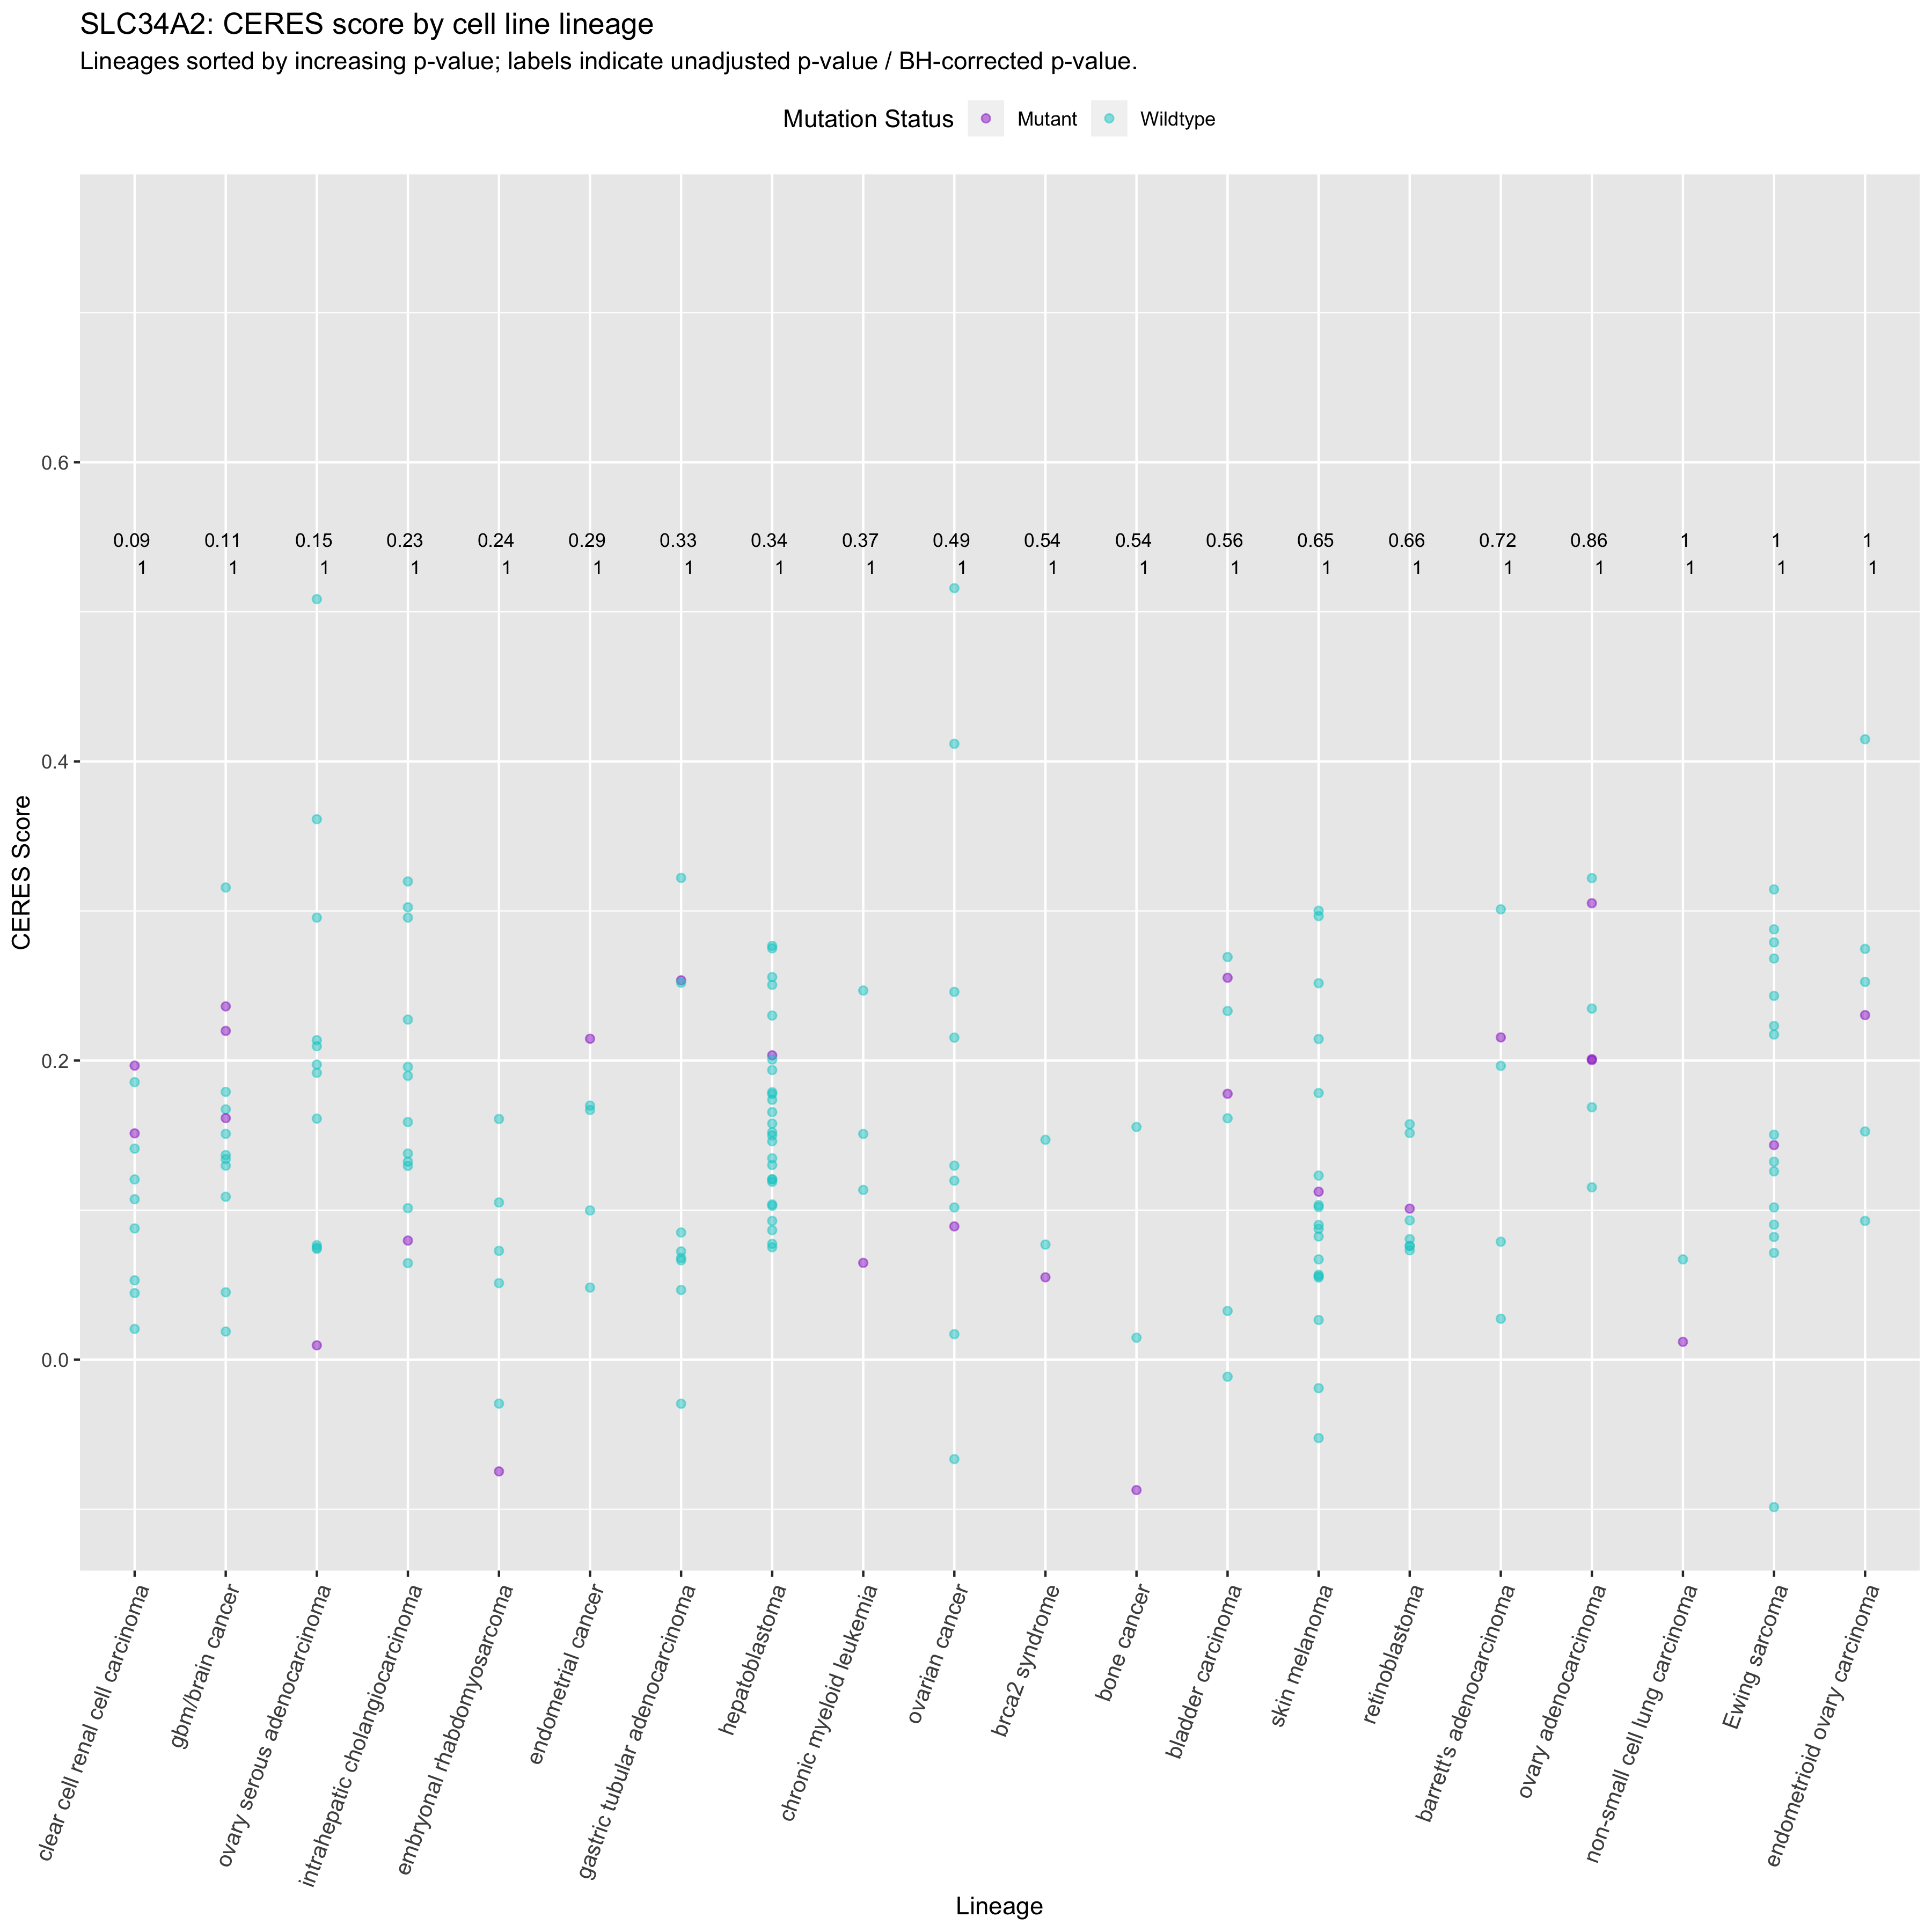 SLC34A2: CERES score by cell line lineage
Lineages sorted by increasing p-value; labels indicate unadjusted p-value / BH-corrected p-value.
Mutation Status Mutant Wildtype
0.6
0.09 0.11 0.15 0.23 0.24 0.29 0.33 0.34 0.37 0.49 0.54 0.54 0.56 0.65 0.66 0.72 0.86 1 1 1
1 1 1 1 1 1 1 1 1 1 1 1 1 1 1 1 1 1 1 1
0.4
CERES Score
0.2
0.0
clear cell renal cell carcinoma
gbm/brain cancer
ovary serous adenocarcinoma
intrahepatic cholangiocarcinoma
embryonal rhabdomyosarcoma
endometrial cancer
gastric tubular adenocarcinoma
hepatoblastoma
chronic myeloid leukemia
ovarian cancer
brca2 syndrome
bone cancer
bladder carcinoma
skin melanoma
retinoblastoma
barrett's adenocarcinoma
ovary adenocarcinoma
non-small cell lung carcinoma
Ewing sarcoma
endometrioid ovary carcinoma
Lineage